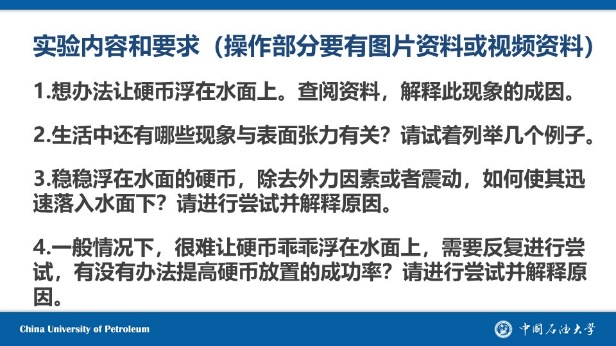 实验内容和要求（操作部分要有图片资料或视频资料）
1.想办法让硬币浮在水面上。查阅资料，解释此现象的成因。
2.生活中还有哪些现象与表面张力有关？请试着列举几个例子。
3.稳稳浮在水面的硬币，除去外力因素或者震动，如何使其迅
速落入水面下？请进行尝试并解释原因。
4.一般情况下，很难让硬币乖乖浮在水面上，需要反复进行尝
试，有没有办法提高硬币放置的成功率？请进行尝试并解释原
因。
China University of Petroleum
中国石油大学